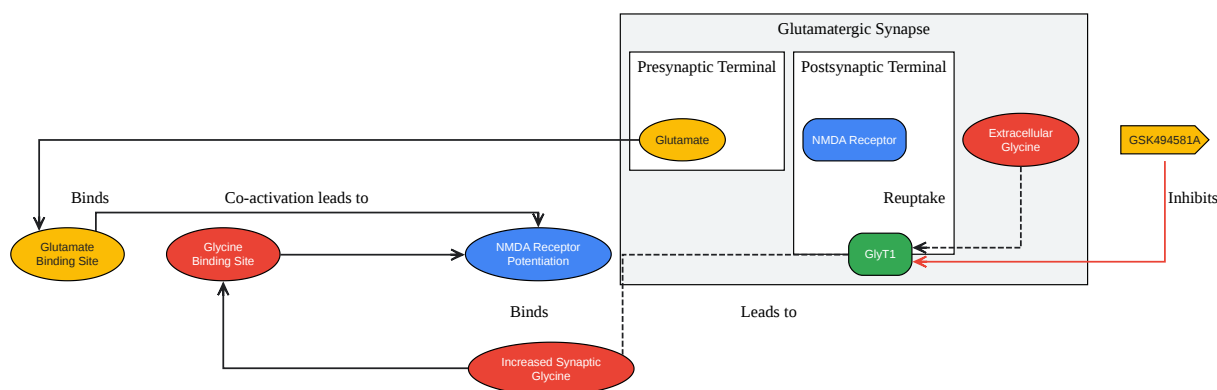 Glutamatergic Synapse
Presynaptic Terminal
Postsynaptic Terminal
Glutamate
NMDA Receptor
Extracellular
Glycine
GSK494581A
Binds
Co-activation leads to
Reuptake
Inhibits
Glutamate
Binding Site
Glycine
Binding Site
NMDA Receptor
Potentiation
GlyT1
Binds
Leads to
Increased Synaptic
Glycine